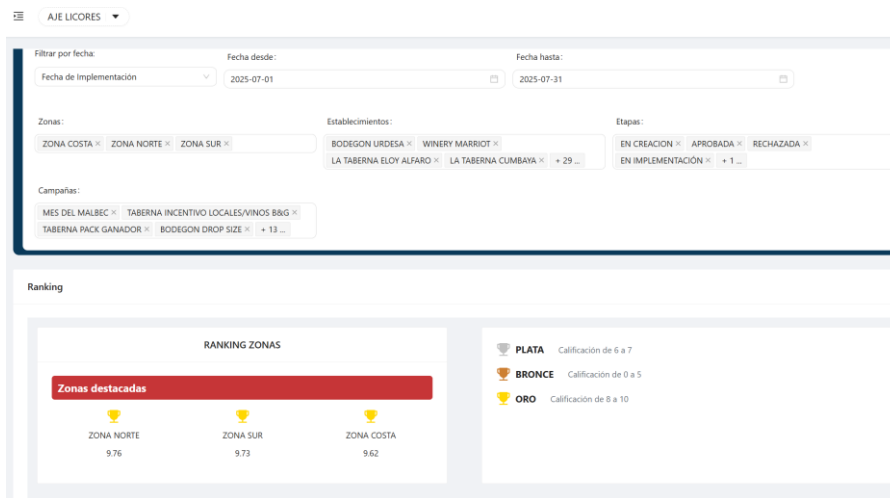 AJE LICORES
Filtrar por fecha:
Fecha desde:
Fecha hasta:
Fecha de Implementación
2025-07-01
2025-07-31
Zonas:
Establecimientos:
Etapas:
ZONA COSTA × ZONA NORTE × ZONA SUR ×
BODEGON URDESA × WINERY MARRIOT ×
EN CREACION × APROBADA × RECHAZADA ×
LA TABERNA ELOY ALFARO × LA TABERNA CUMBAYA × + 29 ...
EN IMPLEMENTACIÓN × + 1 ...
Campañas:
MES DEL MALBEC × TABERNA INCENTIVO LOCALES/VINOS B&G ×
TABERNA PACK GANADOR × BODEGON DROP SIZE × + 13 ...
Ranking
RANKING ZONAS
Zonas destacadas
ZONA NORTE
ZONA SUR
ZONA COSTA
9.76
9.73
9.62
PLATA Calificación de 6 a 7
BRONCE Calificación de 0 a 5
ORO Calificación de 8 a 10